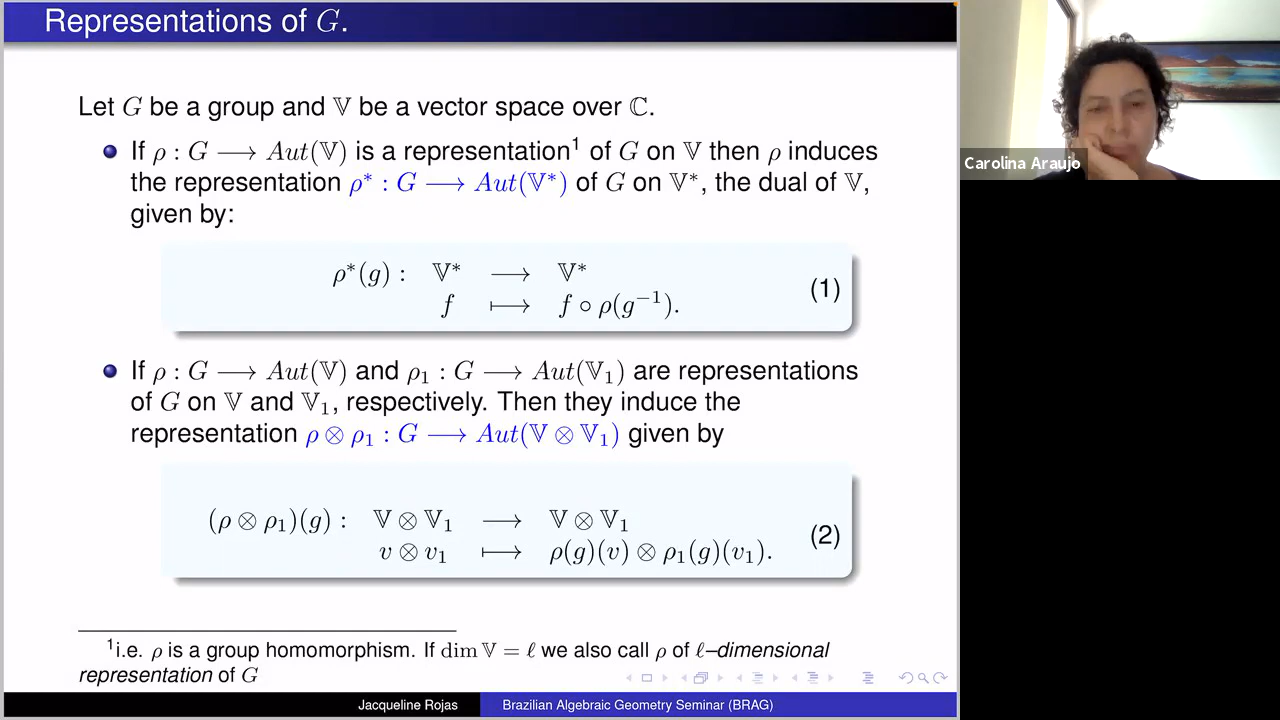 Representations of G.
Let G be a group and 𝕍 be a vector space over ℂ.
If ρ : G ⟶ Aut(𝕍) is a representation¹ of G on 𝕍 then ρ induces
the representation ρ* : G ⟶ Aut(𝕍*) of G on 𝕍*, the dual of 𝕍,
given by:
ρ*(g) : 𝕍* ⟶ 𝕍*
f ⟼ f ∘ ρ(g⁻¹).
(1)
If ρ : G ⟶ Aut(𝕍) and ρ₁ : G ⟶ Aut(𝕍₁) are representations
of G on 𝕍 and 𝕍₁, respectively. Then they induce the
representation ρ ⊗ ρ₁ : G ⟶ Aut(𝕍 ⊗ 𝕍₁) given by
(ρ ⊗ ρ₁)(g) : 𝕍 ⊗ 𝕍₁ ⟶ 𝕍 ⊗ 𝕍₁
v ⊗ v₁ ⟼ ρ(g)(v) ⊗ ρ₁(g)(v₁).
(2)
¹i.e. ρ is a group homomorphism. If dim 𝕍 = ℓ we also call ρ of ℓ–dimensional
representation of G
Jacqueline Rojas Brazilian Algebraic Geometry Seminar (BRAG)
Carolina Araujo